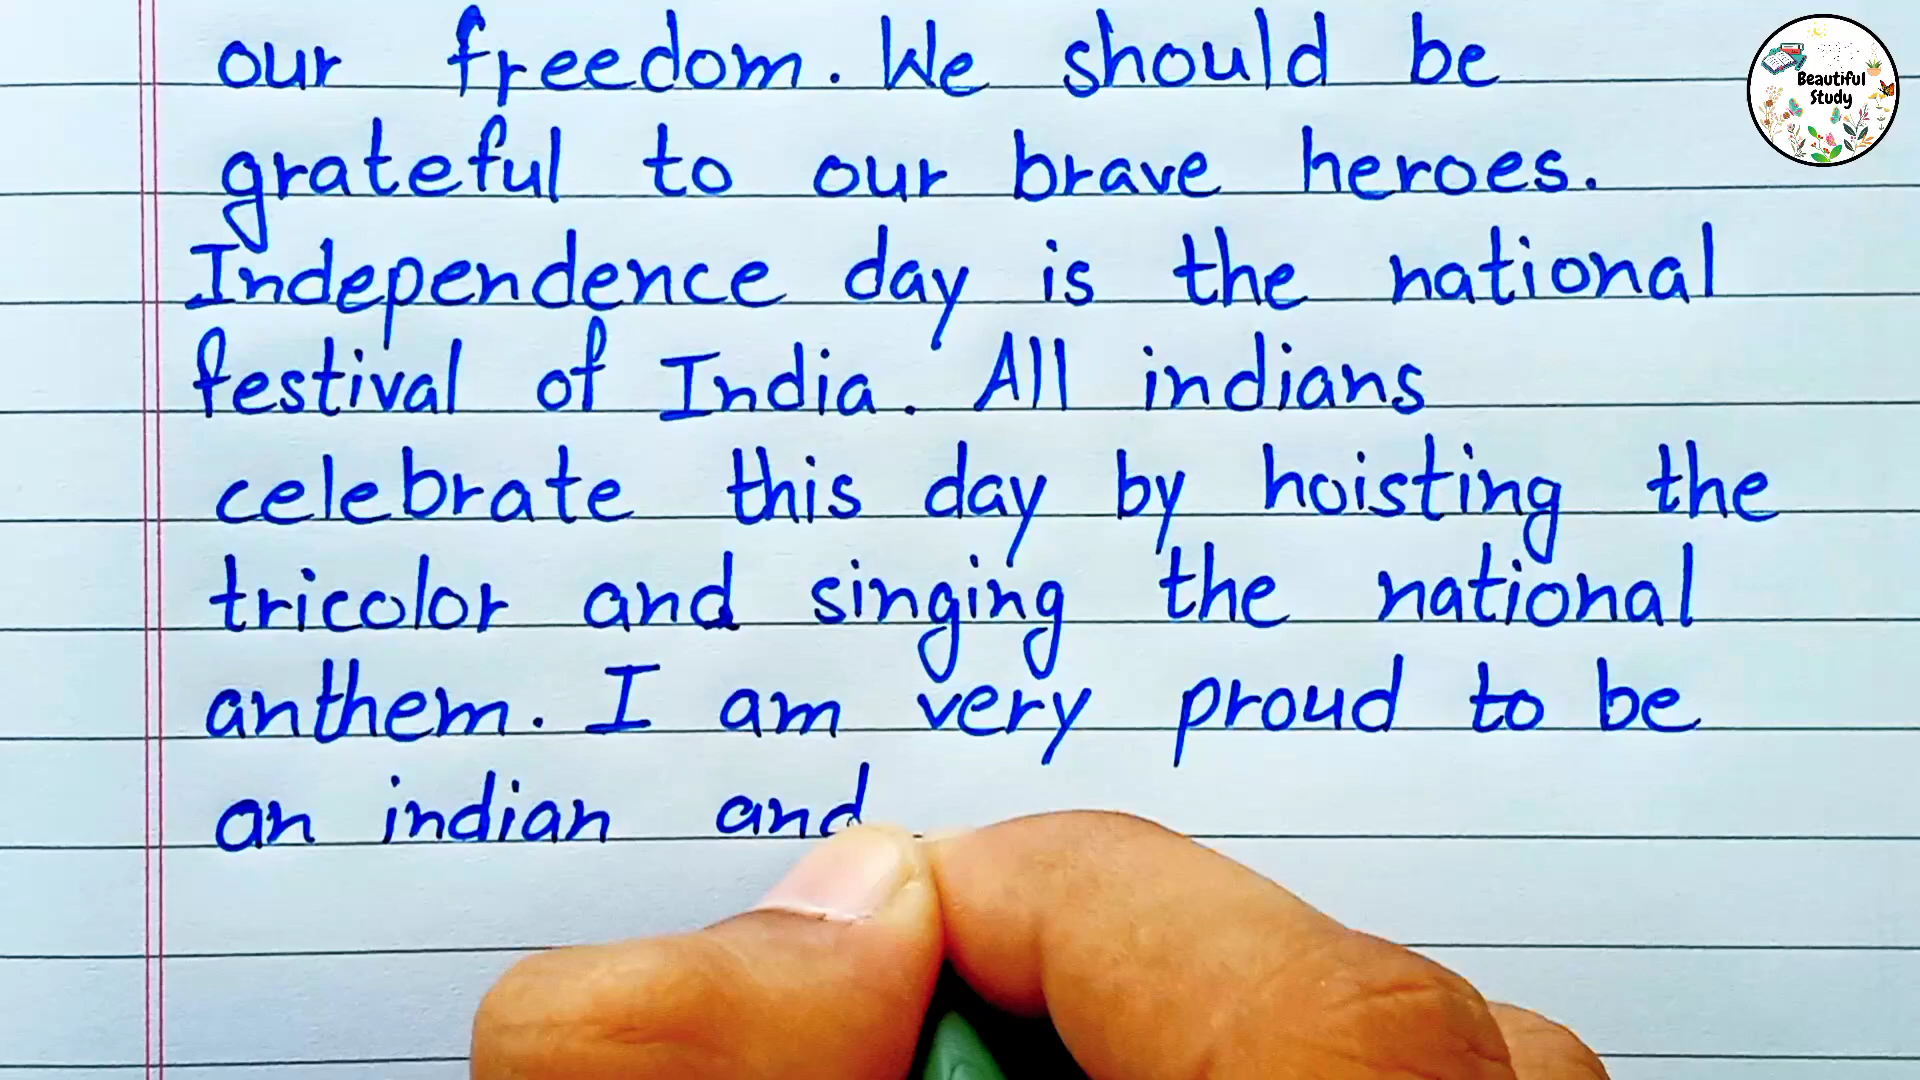 our freedom. We should be
grateful to our brave heroes.
Independence day is the national
festival of India. All indians
celebrate this day by hoisting the
tricolor and singing the national
anthem. I am very proud to be
an indian and
Beautiful
Study